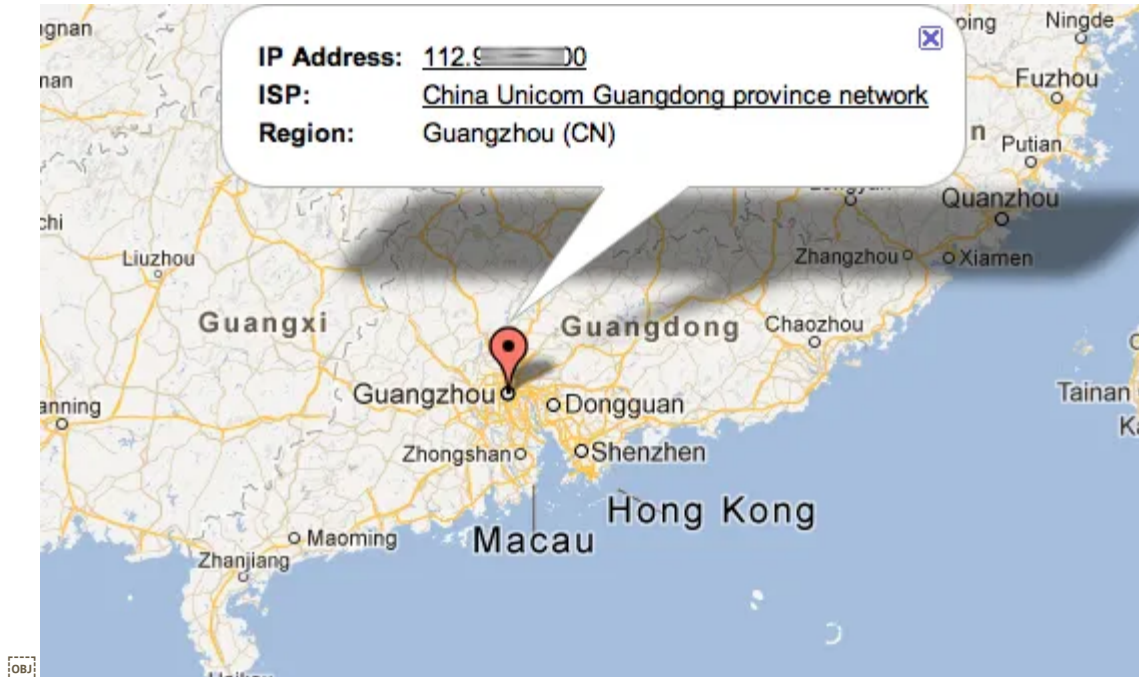 IP Address: 112.9 00
ISP: China Unicom Guangdong province network
Region: Guangzhou (CN)
Ningde
Fuzhou
Putian
Quanzhou
Liuzhou
Zhangzhou
Xiamen
Guangxi
Guangdong
Chaozhou
Guangzhou
Dongguan
Tainan
Zhongshan
Shenzhen
Hong Kong
Macau
Maoming
Zhanjiang
OBJ